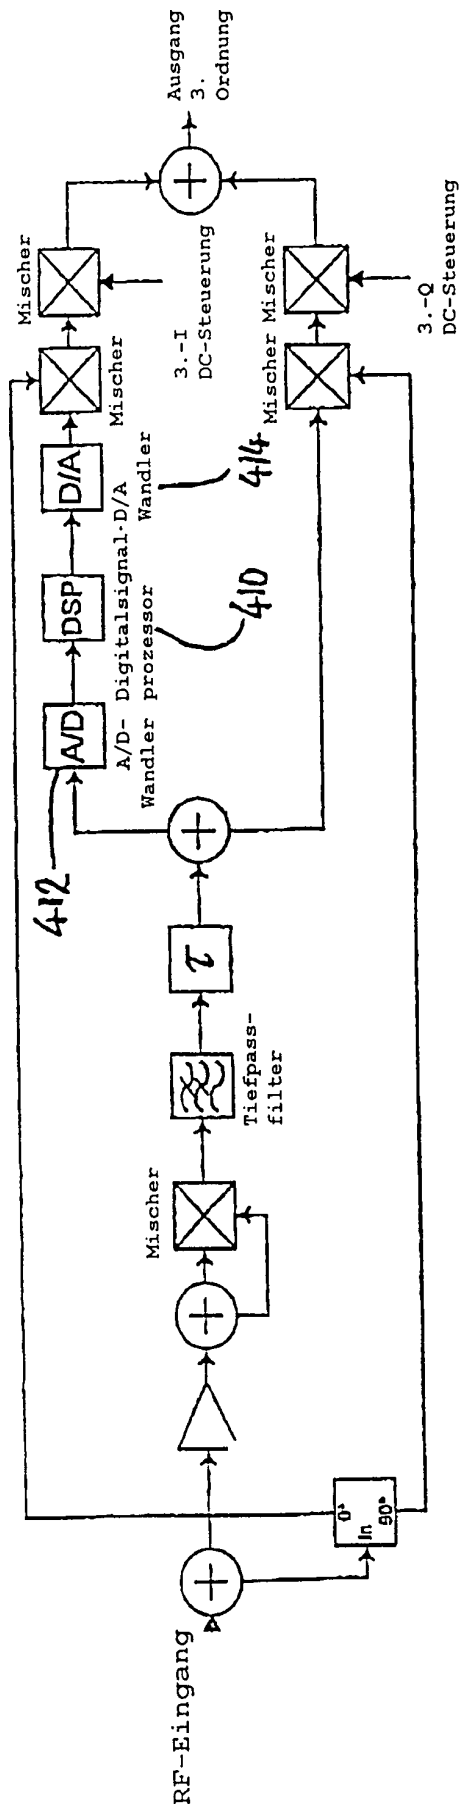 RF-Eingang
0°
In
90°
Mischer
Tiefpass-
filter
τ
412
A/D
DSP
D/A
A/D-
Wandler
Digitalsignal-
prozessor
D/A
Wandler
410
414
Mischer
Mischer
3.-I
DC-Steuerung
Mischer
Mischer
3.-Q
DC-Steuerung
Ausgang
3.
Ordnung